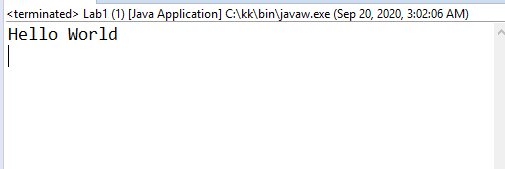 <terminated> Lab1 (1) [Java Application] C:\kk\bin\javaw.exe (Sep 20, 2020, 3:02:06 AM)
Hello World